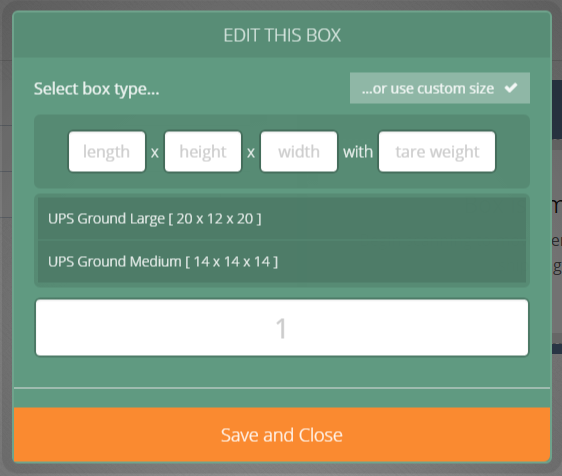 EDIT THIS BOX
Select box type...
...or use custom size
length x height x width with tare weight
UPS Ground Large [ 20 x 12 x 20 ]
UPS Ground Medium [ 14 x 14 x 14 ]
1
Save and Close